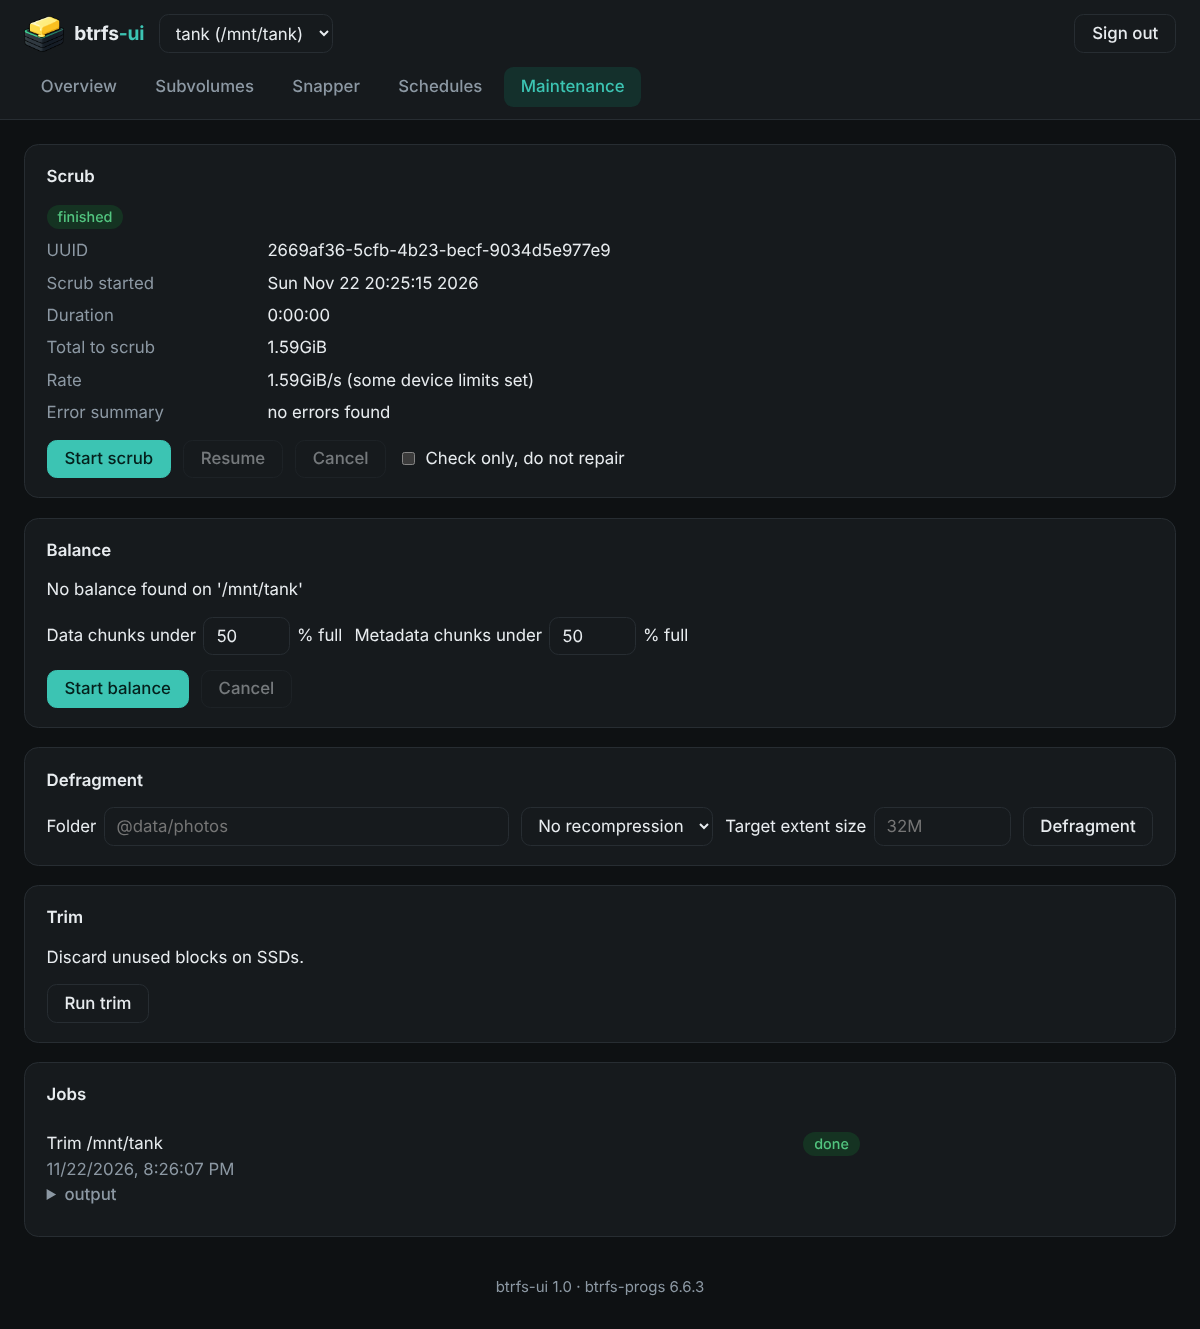 btrfs-ui
tank (/mnt/tank)
Sign out
Overview
Subvolumes
Snapper
Schedules
Maintenance
Scrub
finished
UUID 2669af36-5cfb-4b23-becf-9034d5e977e9
Scrub started Sun Nov 22 20:25:15 2026
Duration 0:00:00
Total to scrub 1.59GiB
Rate 1.59GiB/s (some device limits set)
Error summary no errors found
Start scrub Resume Cancel Check only, do not repair
Balance
No balance found on '/mnt/tank'
Data chunks under 50 % full Metadata chunks under 50 % full
Start balance Cancel
Defragment
Folder @data/photos No recompression Target extent size 32M Defragment
Trim
Discard unused blocks on SSDs.
Run trim
Jobs
Trim /mnt/tank done
11/22/2026, 8:26:07 PM
output
btrfs-ui 1.0 · btrfs-progs 6.6.3